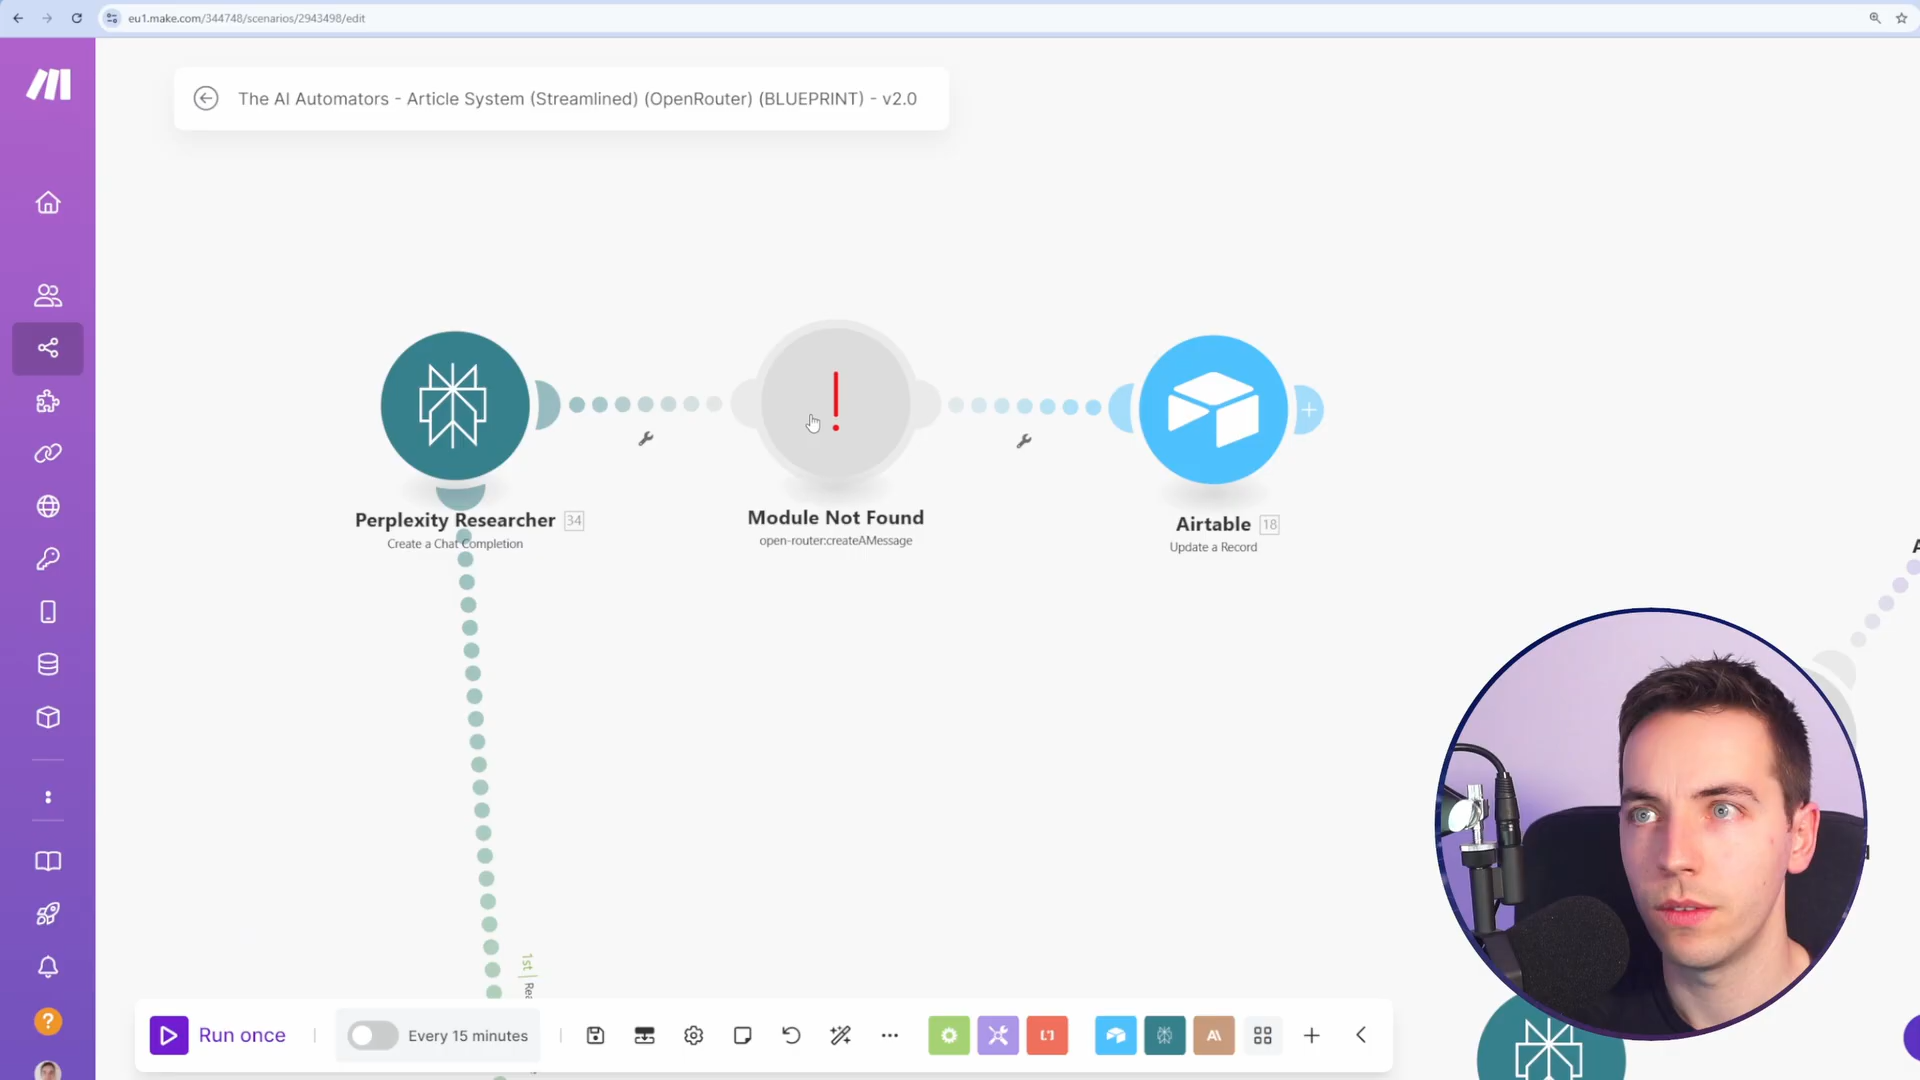 eu1.make.com/344748/scenarios/2943498/edit
The AI Automators - Article System (Streamlined) (OpenRouter) (BLUEPRINT) - v2.0
Perplexity Researcher 34
Create a Chat Completion
Module Not Found
open-router:createAMessage
Airtable 18
Update a Record
1st | Rea
Run once
Every 15 minutes